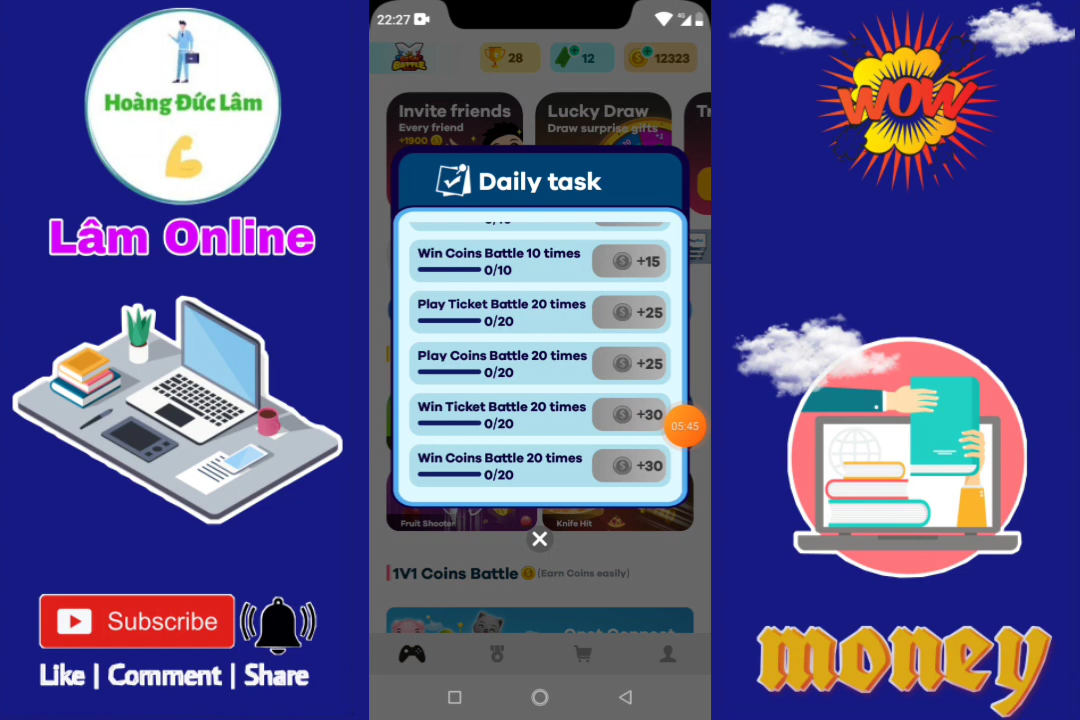 Hoàng Đức Lâm
Lâm Online
Subscribe
Like | Comment | Share
22:27
4G
BATTLE
28
12
12323
Invite friends
Every friend
+1900
Lucky Draw
Draw surprise gifts
Daily task
Win Coins Battle 10 times
0/10
+15
Play Ticket Battle 20 times
0/20
+25
Play Coins Battle 20 times
0/20
+25
Win Ticket Battle 20 times
0/20
+30
05:45
Win Coins Battle 20 times
0/20
+30
Fruit Shooter
Knife Hit
1V1 Coins Battle
(Earn Coins easily)
WOW
money